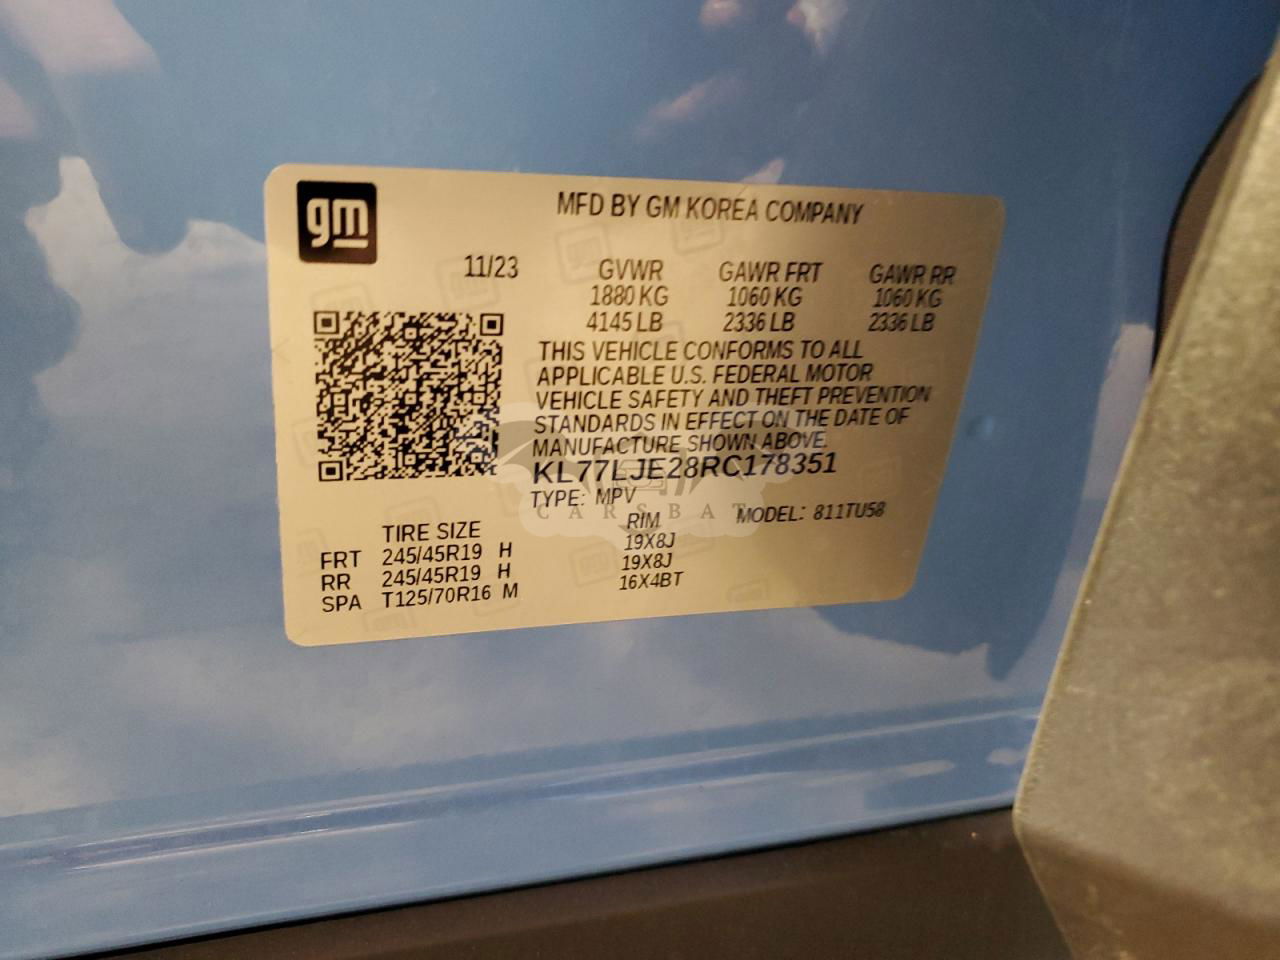 gm
MFD BY GM KOREA COMPANY
11/23 GVWR GAWR FRT GAWR RR
1880 KG 1060 KG 1060 KG
4145 LB 2336 LB 2336 LB
THIS VEHICLE CONFORMS TO ALL
APPLICABLE U.S. FEDERAL MOTOR
VEHICLE SAFETY AND THEFT PREVENTION
STANDARDS IN EFFECT ON THE DATE OF
MANUFACTURE SHOWN ABOVE.
KL77LJE28RC178351
TYPE: MPV MODEL: 811TU58
CARSBAT
TIRE SIZE RIM
FRT 245/45R19 H 19X8J
RR 245/45R19 H 19X8J
SPA T125/70R16 M 16X4BT